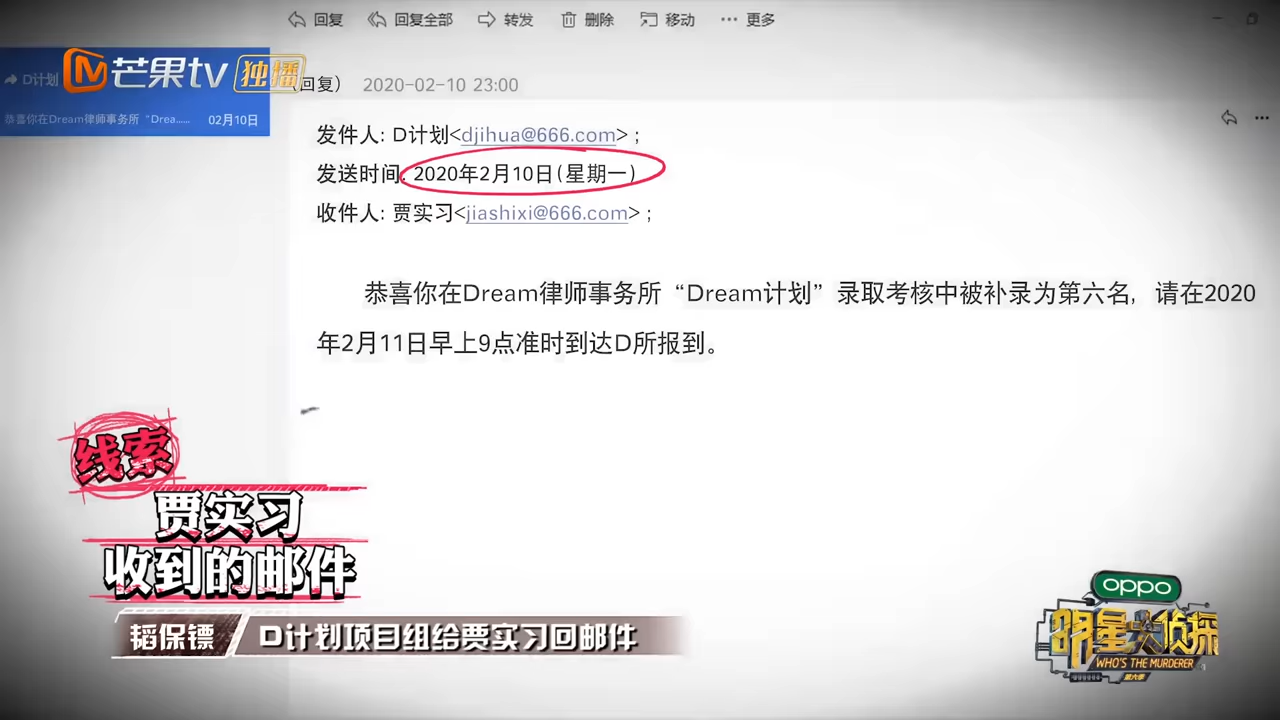 回复 回复全部 转发 删除 移动 更多
芒果tv 独播
D计划
(回复) 2020-02-10 23:00
恭喜你在Dream律师事务所“Drea...... 02月10日
发件人: D计划<djihua@666.com> ;
发送时间: 2020年2月10日(星期一)
收件人: 贾实习<jiashixi@666.com> ;
恭喜你在Dream律师事务所“Dream计划”录取考核中被补录为第六名, 请在2020
年2月11日早上9点准时到达D所报到。
线索
贾实习
收到的邮件
韬保镖 D计划项目组给贾实习回邮件
oppo
明星大侦探
WHO'S THE MURDERER
第六季